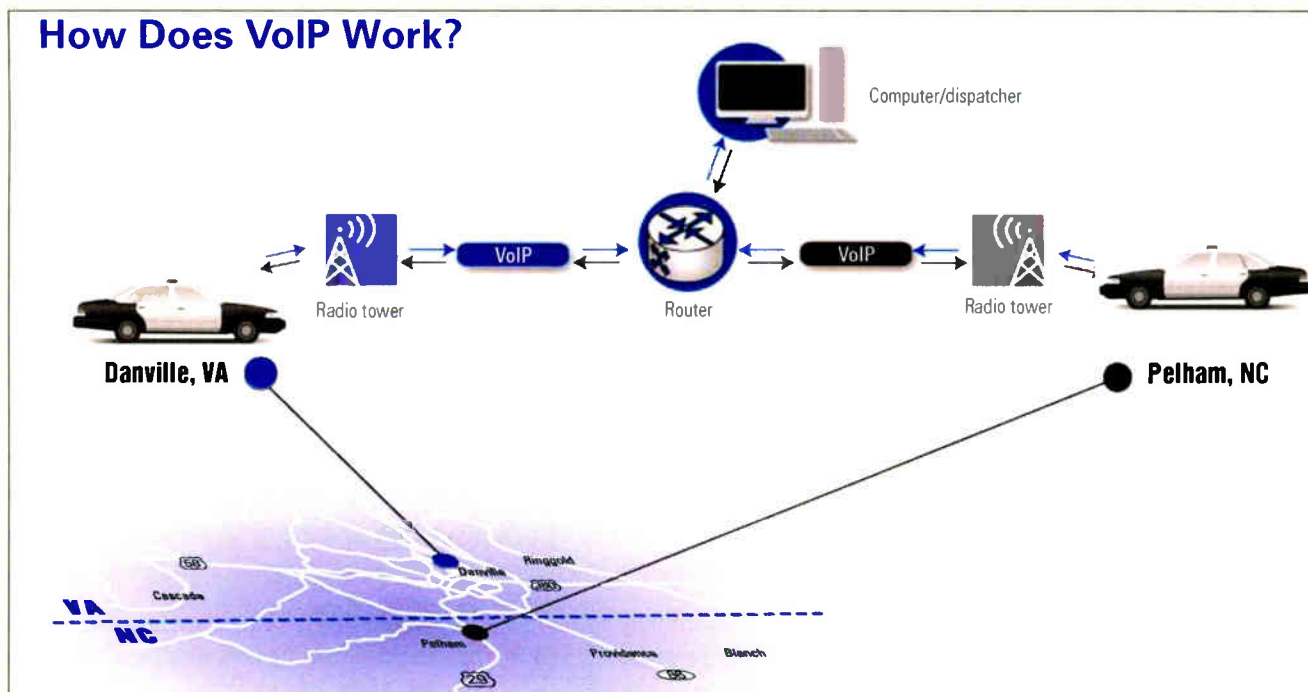 How Does VoIP Work?
Computer/dispatcher
VoIP
VoIP
Radio tower
Router
Radio tower
Danville, VA
Pelham, NC
58
Ringgold
Danville
Cascade
VA
NC
Pelham
Providence
Blanch
86
29